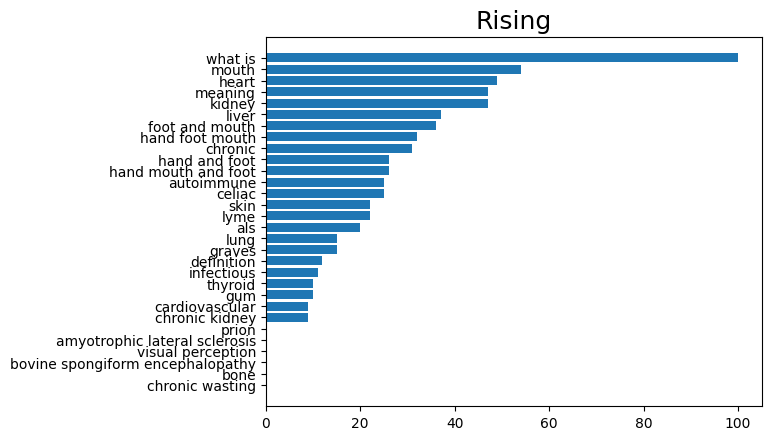 Rising
what is
mouth
heart
meaning
kidney
liver
foot and mouth
hand foot mouth
chronic
hand and foot
hand mouth and foot
autoimmune
celiac
skin
lyme
als
lung
graves
definition
infectious
thyroid
gum
cardiovascular
chronic kidney
prion
amyotrophic lateral sclerosis
visual perception
bovine spongiform encephalopathy
bone
chronic wasting
0 20 40 60 80 100